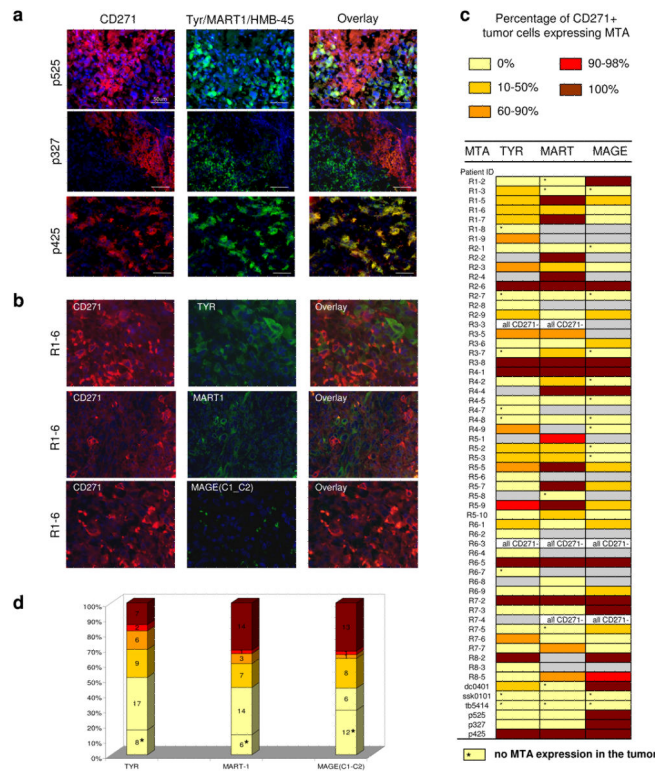 a
CD271
Tyr/MART1/HMB-45
Overlay
p525
50um
p327
p425
b
CD271
TYR
Overlay
R1-6
CD271
MART1
Overlay
R1-6
CD271
MAGE(C1_C2)
Overlay
R1-6
c
Percentage of CD271+
tumor cells expressing MTA
0%
90-98%
10-50%
100%
60-90%
MTA TYR MART MAGE
Patient ID
R1-2 *
R1-3 * *
R1-5
R1-6
R1-7
R1-8 *
R1-9
R2-1 *
R2-2
R2-3
R2-4
R2-6
R2-7 * *
R2-8
R2-9
R3-3 all CD271- all CD271-
R3-5
R3-6
R3-7 * *
R3-8
R4-1
R4-2 *
R4-4
R4-5 *
R4-7 *
R4-8 * *
R4-9 *
R5-1
R5-2 *
R5-3 *
R5-5
R5-6
R5-7
R5-8 *
R5-9
R5-10
R6-1
R6-2
R6-3 all CD271- all CD271- all CD271-
R6-4
R6-5
R6-7 *
R6-8
R6-9
R7-2
R7-3
R7-4 all CD271- all CD271-
R7-5 *
R7-6
R7-7
R8-2
R8-3
R8-5
dc0401 *
ssk0101 * *
tb5414 * * *
p525
p327
p425
* no MTA expression in the tumor
d
100%
90%
80%
70%
60%
50%
40%
30%
20%
10%
0%
6
9
17
8*
14
3
7
14
6*
13
8
6
12*
TYR
MART-1
MAGE(C1-C2)